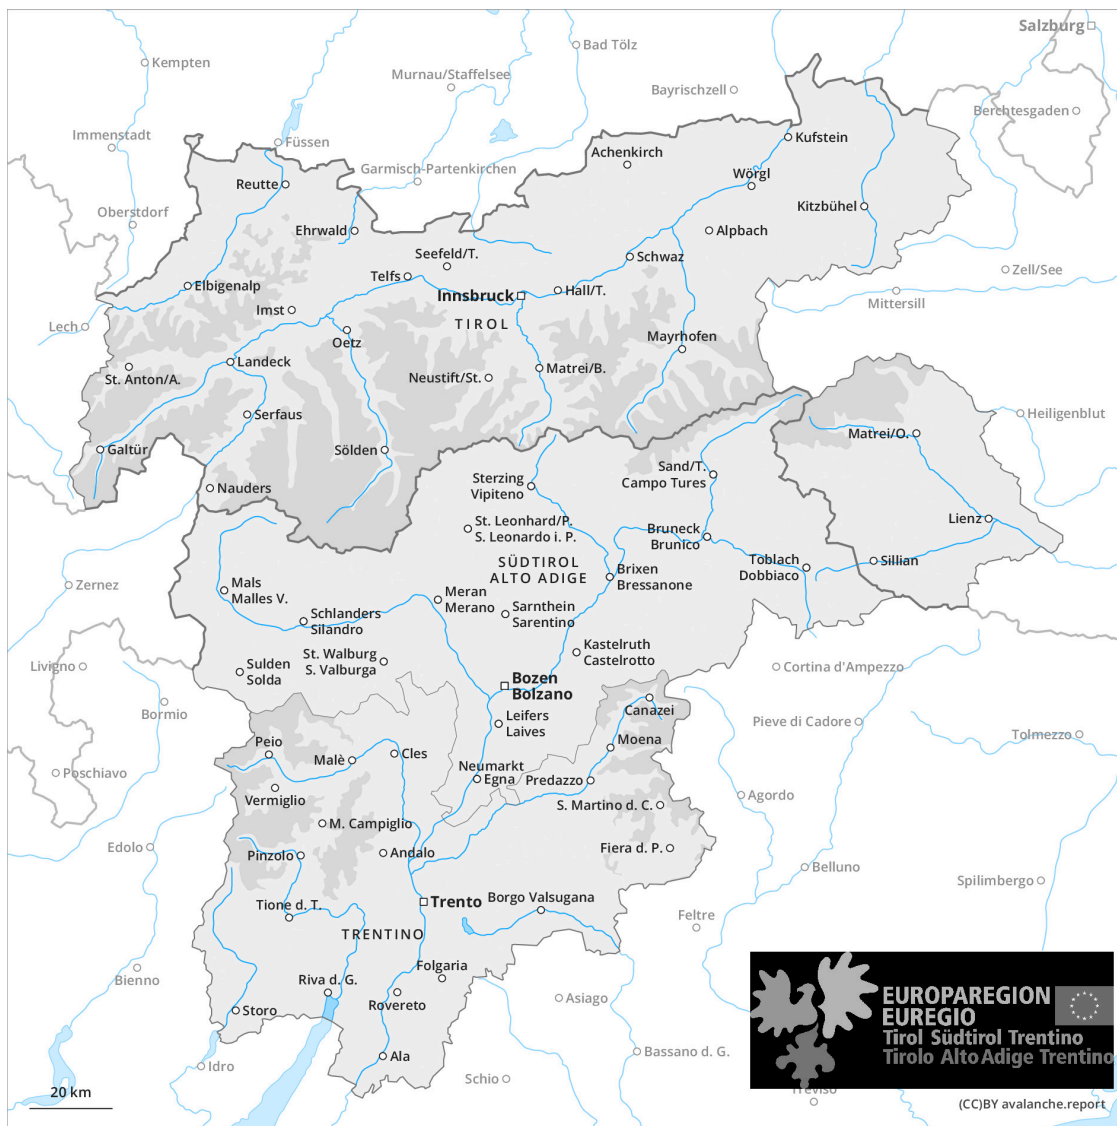 Salzburg
Bad Tölz
Kempten
Murnau/Staffelsee
Bayrischzell
Berchtesgaden
Immenstadt
Füssen
Kufstein
Achenkirch
Garmisch-Partenkirchen
Wörgl
Reutte
Kitzbühel
Oberstdorf
Ehrwald
Alpbach
Seefeld/T.
Schwaz
Telfs
Zell/See
Elbigenalp
Hall/T.
Innsbruck
Mittersill
Imst
TIROL
Lech
Oetz
Mayrhofen
Landeck
Matrei/B.
St. Anton/A.
Neustift/St.
Serfaus
Heiligenblut
Matrei/O.
Galtür
Sölden
Sand/T.
Campo Tures
Sterzing
Vipiteno
Nauders
Lienz
St. Leonhard/P.
S. Leonardo i. P.
Bruneck
Brunico
SÜDTIROL
ALTO ADIGE
Toblach
Dobbiaco
Sillian
Brixen
Bressanone
Zernez
Mals
Malles V.
Meran
Merano
Sarnthein
Sarentino
Schlanders
Silandro
Kastelruth
Castelrotto
St. Walburg
S. Valburga
Livigno
Sulden
Solda
Cortina d'Ampezzo
Bozen
Bolzano
Bormio
Canazei
Leifers
Laives
Pieve di Cadore
Tolmezzo
Peio
Moena
Malè
Cles
Neumarkt
Egna
Poschiavo
Predazzo
Vermiglio
Agordo
S. Martino d. C.
M. Campiglio
Edolo
Pinzolo
Andalo
Fiera d. P.
Belluno
Spilimbergo
Tione d. T.
Trento
Borgo Valsugana
Feltre
TRENTINO
Folgaria
Bienno
Riva d. G.
Rovereto
Asiago
Storo
EUROPAREGION
EUREGIO
Tirol Südtirol Trentino
Tirolo Alto Adige Trentino
Ala
Bassano d. G.
Idro
Schio
Treviso
20 km
(CC)BY avalanche.report